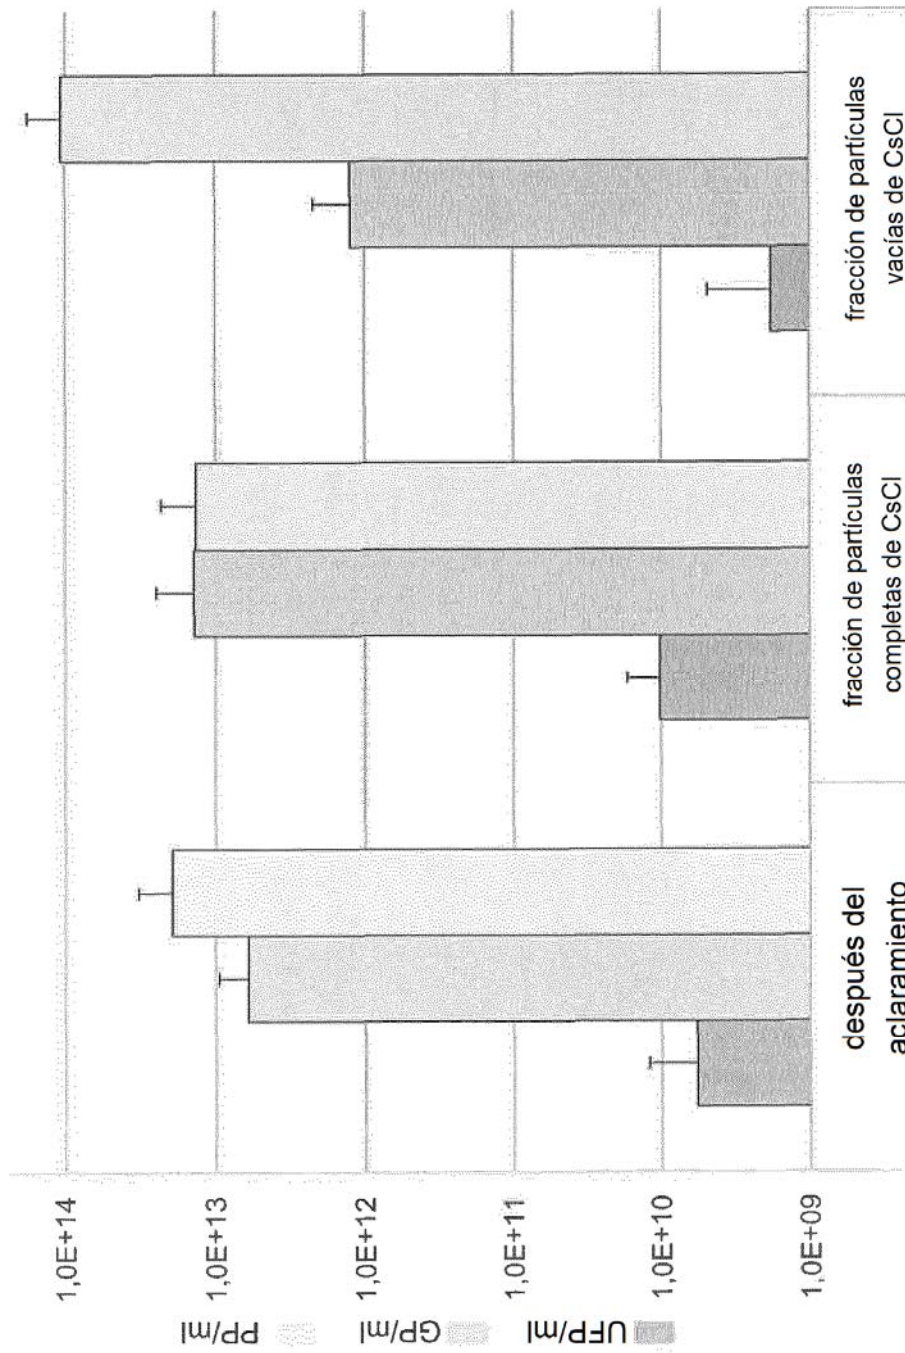 1,0E+14
1,0E+13
1,0E+12
1,0E+11
1,0E+10
1,0E+09
PP/ml
GP/ml
UFP/ml
después del
aclaramiento
fracción de partículas
completas de CsCl
fracción de partículas
vacías de CsCl